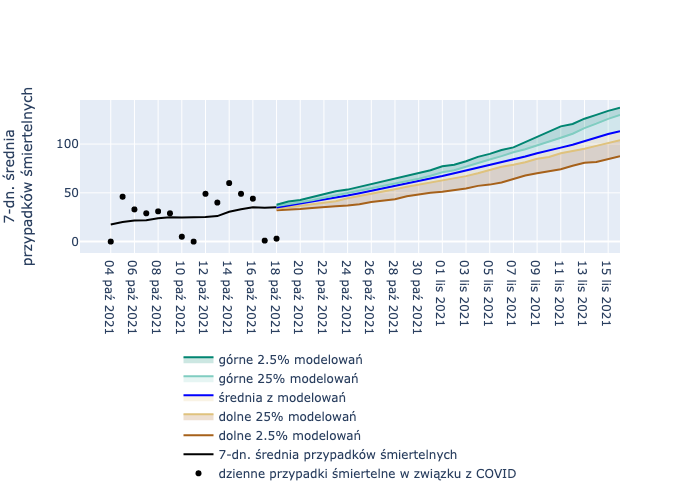 7-dn. średnia
przypadków śmiertelnych
100
50
0
04 paź 2021
06 paź 2021
08 paź 2021
10 paź 2021
12 paź 2021
14 paź 2021
16 paź 2021
18 paź 2021
20 paź 2021
22 paź 2021
24 paź 2021
26 paź 2021
28 paź 2021
30 paź 2021
01 lis 2021
03 lis 2021
05 lis 2021
07 lis 2021
09 lis 2021
11 lis 2021
13 lis 2021
15 lis 2021
górne 2.5% modelowań
górne 25% modelowań
średnia z modelowań
dolne 25% modelowań
dolne 2.5% modelowań
7-dn. średnia przypadków śmiertelnych
dzienne przypadki śmiertelne w związku z COVID